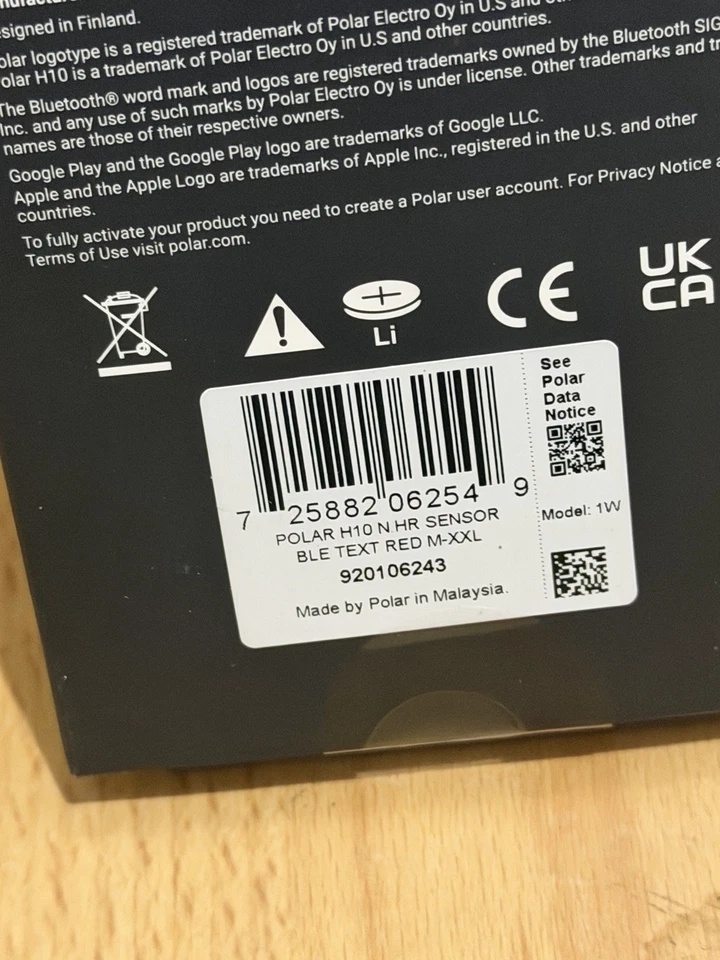 signed in Finland.
olar logotype is a registered trademark of Polar Electro Oy in U.S and
olar H10 is a trademark of Polar Electro Oy in U.S and other countries.
The Bluetooth® word mark and logos are registered trademarks owned by the Bluetooth SIG
Inc. and any use of such marks by Polar Electro Oy is under license. Other trademarks and tr
names are those of their respective owners.
Google Play and the Google Play logo are trademarks of Google LLC.
Apple and the Apple Logo are trademarks of Apple Inc., registered in the U.S. and other
countries.
To fully activate your product you need to create a Polar user account. For Privacy Notice a
Terms of Use visit polar.com.
Li
CE
UK
CA
7 25882 06254 9
POLAR H10 N HR SENSOR
BLE TEXT RED M-XXL
920106243
Made by Polar in Malaysia.
See
Polar
Data
Notice
Model: 1W